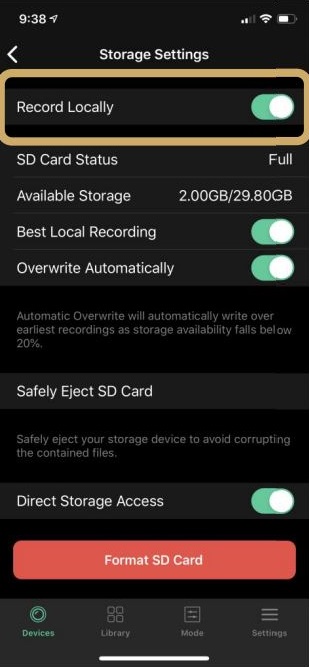 9:38
Storage Settings
Record Locally
SD Card Status Full
Available Storage 2.00GB/29.80GB
Best Local Recording
Overwrite Automatically
Automatic Overwrite will automatically write over
earliest recordings as storage availability falls below
20%.
Safely Eject SD Card
Safely eject your storage device to avoid corrupting
the contained files.
Direct Storage Access
Format SD Card
Devices Library Mode Settings